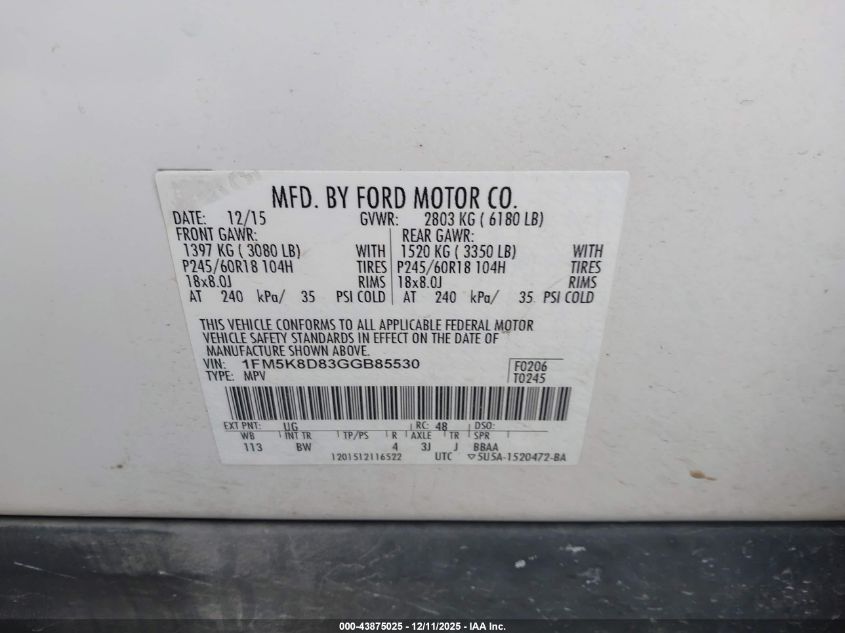 MFD. BY FORD MOTOR CO.
DATE: 12/15 GVWR: 2803 KG ( 6180 LB)
FRONT GAWR: REAR GAWR:
1397 KG ( 3080 LB) WITH 1520 KG ( 3350 LB) WITH
P245/60R18 104H TIRES P245/60R18 104H TIRES
18x8.0J RIMS 18x8.0J RIMS
AT 240 kPa/ 35 PSI COLD AT 240 kPa/ 35 PSI COLD
THIS VEHICLE CONFORMS TO ALL APPLICABLE FEDERAL MOTOR
VEHICLE SAFETY STANDARDS IN EFFECT ON THE DATE OF
MANUFACTURE SHOWN ABOVE.
VIN: 1FM5K8D83GGB85530 F0206
TYPE: MPV T0245
EXT PNT: UG RC: 48 DSO:
WB INT TR TP/PS R AXLE TR SPR
113 BW 4 3J J BBAA
1201512116522 UTC ▽5U5A-1520472-BA
000-43875025 - 12/11/2025 - IAA Inc.